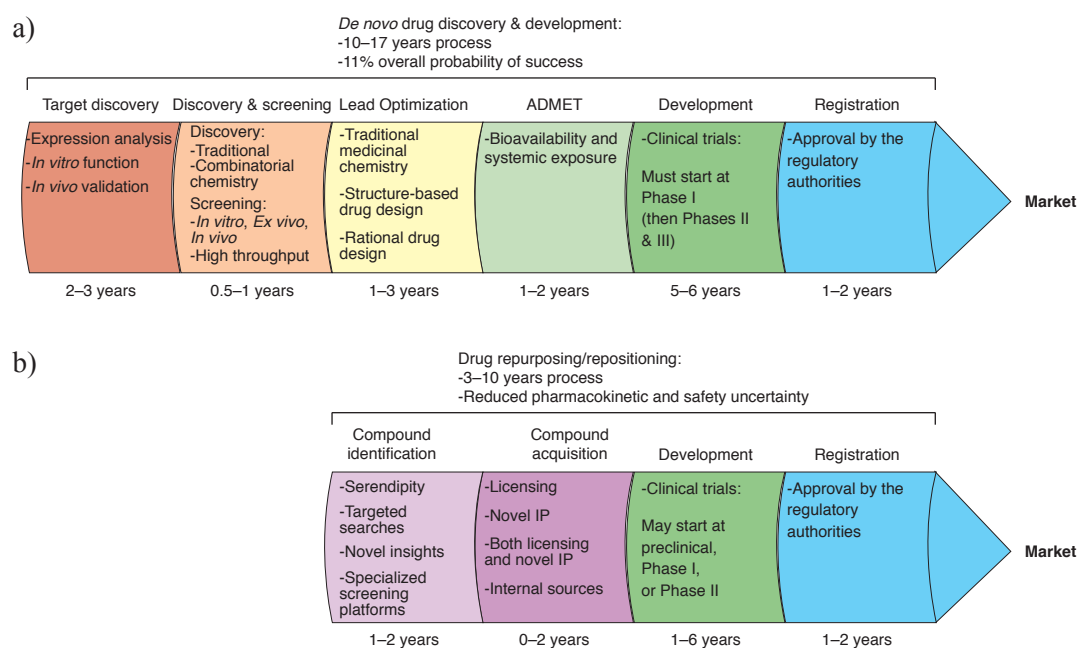 a)
De novo drug discovery & development:
-10–17 years process
-11% overall probability of success
Target discovery
Discovery & screening
Lead Optimization
ADMET
Development
Registration
-Expression analysis
-In vitro function
-In vivo validation
Discovery:
-Traditional
-Combinatorial
chemistry
Screening:
-In vitro, Ex vivo,
In vivo
-High throughput
-Traditional
medicinal
chemistry
-Structure-based
drug design
-Rational drug
design
-Bioavailability and
systemic exposure
-Clinical trials:
Must start at
Phase I
(then Phases II
& III)
-Approval by the
regulatory
authorities
Market
2–3 years
0.5–1 years
1–3 years
1–2 years
5–6 years
1–2 years
b)
Drug repurposing/repositioning:
-3–10 years process
-Reduced pharmacokinetic and safety uncertainty
Compound
identification
Compound
acquisition
Development
Registration
-Serendipity
-Targeted
searches
-Novel insights
-Specialized
screening
platforms
-Licensing
-Novel IP
-Both licensing
and novel IP
-Internal sources
-Clinical trials:
May start at
preclinical,
Phase I,
or Phase II
-Approval by the
regulatory
authorities
Market
1–2 years
0–2 years
1–6 years
1–2 years